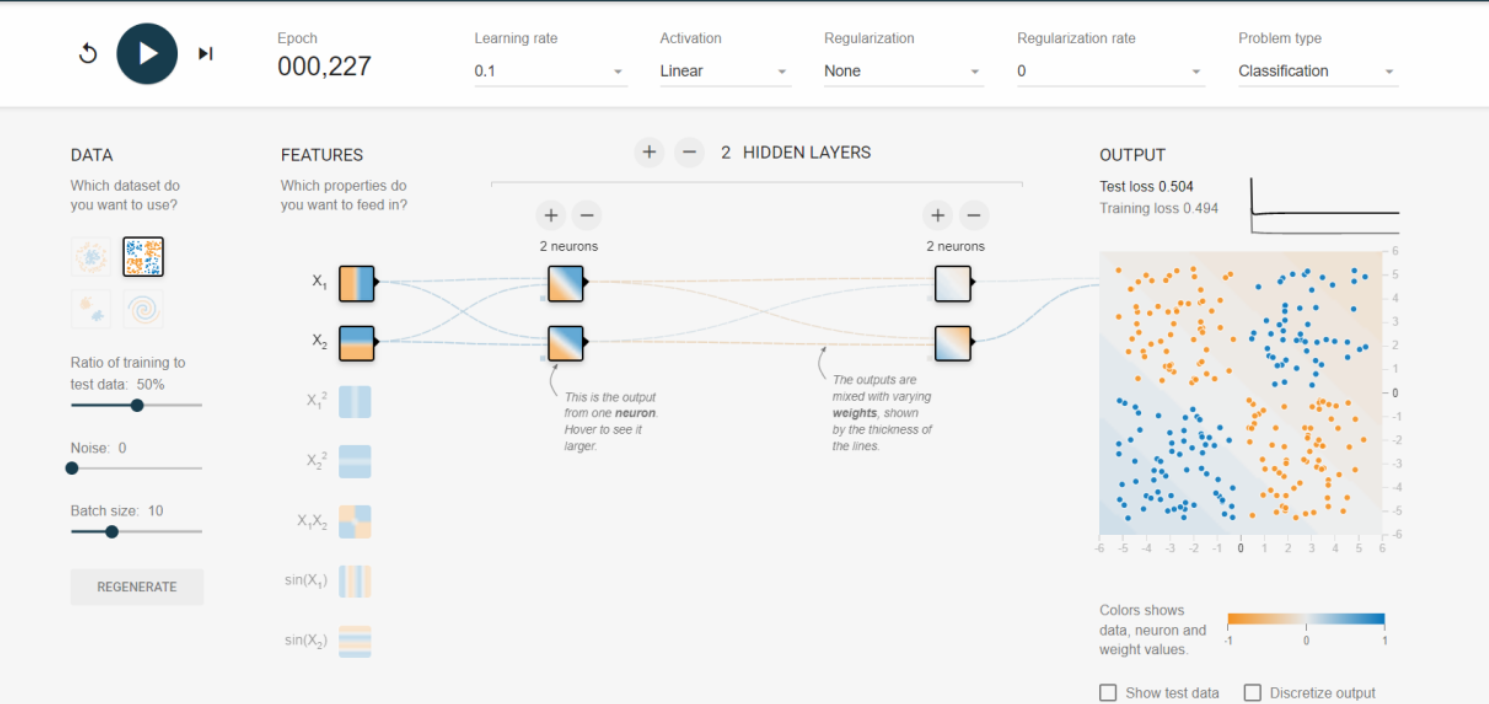 Epoch
000,227
Learning rate
0.1
Activation
Linear
Regularization
None
Regularization rate
0
Problem type
Classification
DATA
Which dataset do
you want to use?
Ratio of training to
test data: 50%
Noise: 0
Batch size: 10
REGENERATE
FEATURES
Which properties do
you want to feed in?
X₁
X₂
X₁²
X₂²
X₁X₂
sin(X₁)
sin(X₂)
+ − 2 HIDDEN LAYERS
+ −
2 neurons
This is the output
from one neuron.
Hover to see it
larger.
+ −
2 neurons
The outputs are
mixed with varying
weights, shown
by the thickness of
the lines.
OUTPUT
Test loss 0.504
Training loss 0.494
6
5
4
3
2
1
0
-1
-2
-3
-4
-5
-6
-6 -5 -4 -3 -2 -1 0 1 2 3 4 5 6
Colors shows
data, neuron and
weight values.
-1 0 1
Show test data
Discretize output